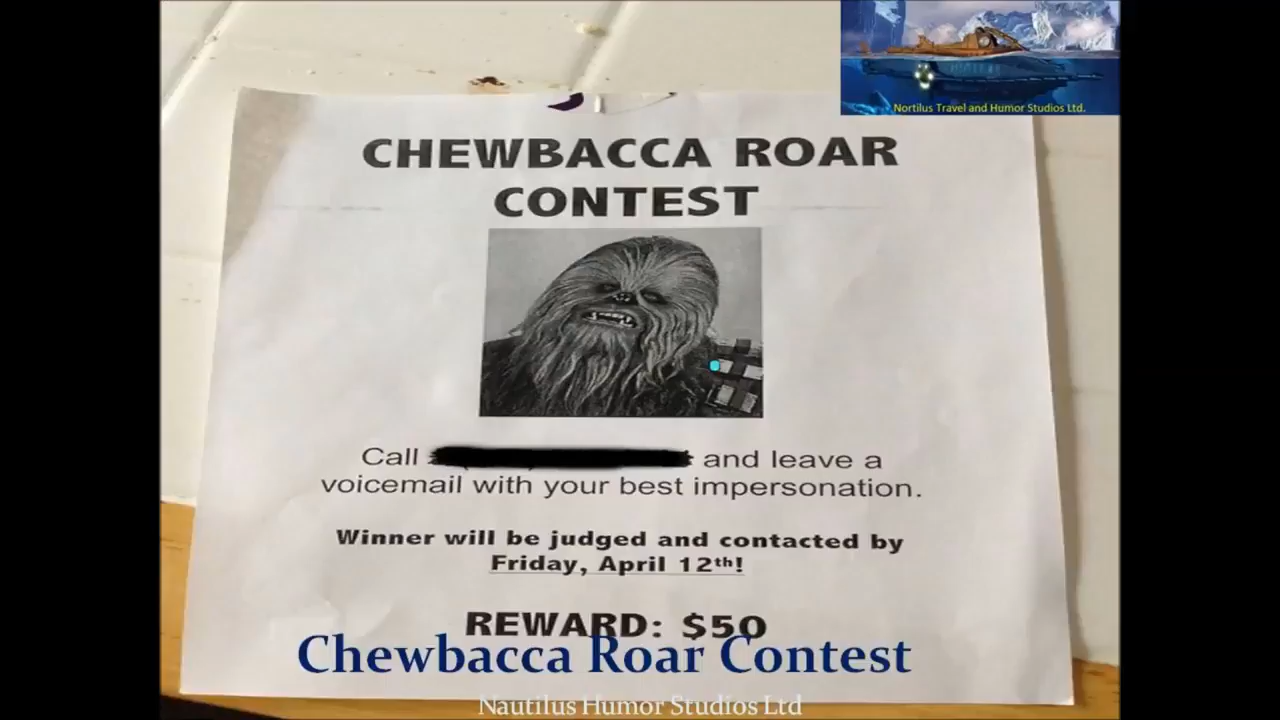 Nortilus Travel and Humor Studios Ltd.
CHEWBACCA ROAR
CONTEST
Call and leave a
voicemail with your best impersonation.
Winner will be judged and contacted by
Friday, April 12th!
REWARD: $50
Chewbacca Roar Contest
Nautilus Humor Studios Ltd